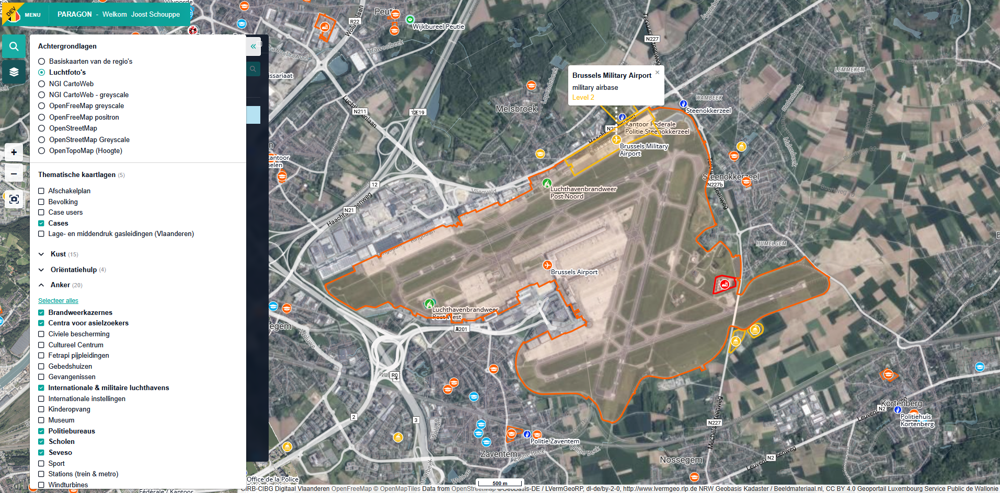 DEV
MENU
PARAGON - Welkom Joost Schouppe
Achtergrondlagen
Basiskaarten van de regio's
Luchtfoto's
NGI CartoWeb
NGI CartoWeb - greyscale
OpenFreeMap greyscale
OpenFreeMap positron
OpenStreetMap
OpenStreetMap Greyscale
OpenTopoMap (Hoogte)
Thematische kaartlagen (5)
Afschakelplan
Bevolking
Case users
Cases
Lage- en middendruk gasleidingen (Vlaanderen)
Kust (15)
Oriëntatiehulp (4)
Anker (20)
Selecteer alles
Brandweerkazernes
Centra voor asielzoekers
Civiele bescherming
Cultureel Centrum
Fetrapi pijpleidingen
Gebedshuizen
Gevangenissen
Internationale & militaire luchthavens
Internationale instellingen
Kinderopvang
Museum
Politiebureaus
Scholen
Seveso
Sport
Stations (trein & metro)
Windturbines
«
+
−
Vilvoorde
Peutie
R22
Wijkbureel Peutie
Trawoolbeek
N227
LEMMEKEN
Brussels Military Airport ×
military airbase
Level 2
WAMBEEK
Steenokkerzeel
Melsbroek
Lopendebeek
Molenbeek
N211
E19
12
Luchthavenlaan
Kantoor Federale
Politie Steenokkerzeel
Brussels Military
Airport
Steenokkerzeel
N227b
Luchthavenbrandweer
Post Noord
Vliegveld
12
N21
Haachtsesteenweg
Ringbaan
HUMELGEM
Brussels Airport
Luchthavenbrandweer
Post West
A201
Woluwe
R0
4
2
3
N227
Mechelsesteenweg
Kortenberg
N2
Politiehuis
Kortenberg
Politie Zaventem
Zaventem
Kleine Beek
Nossegem
N2
Leuvensesteenweg
Office de la Police
Fédérale / Kantoor
500 m
CIRB-CIBG Digitaal Vlaanderen OpenFreeMap © OpenMapTiles Data from OpenStreetMap ©GeoBasis-DE / LVermGeoRP, dl-de/by-2-0, http://www.lvermgeo.rlp.de NRW Geobasis Kadaster / Beeldmateriaal.nl, CC BY 4.0 Geoportail Luxembourg Service Public de Wallonie